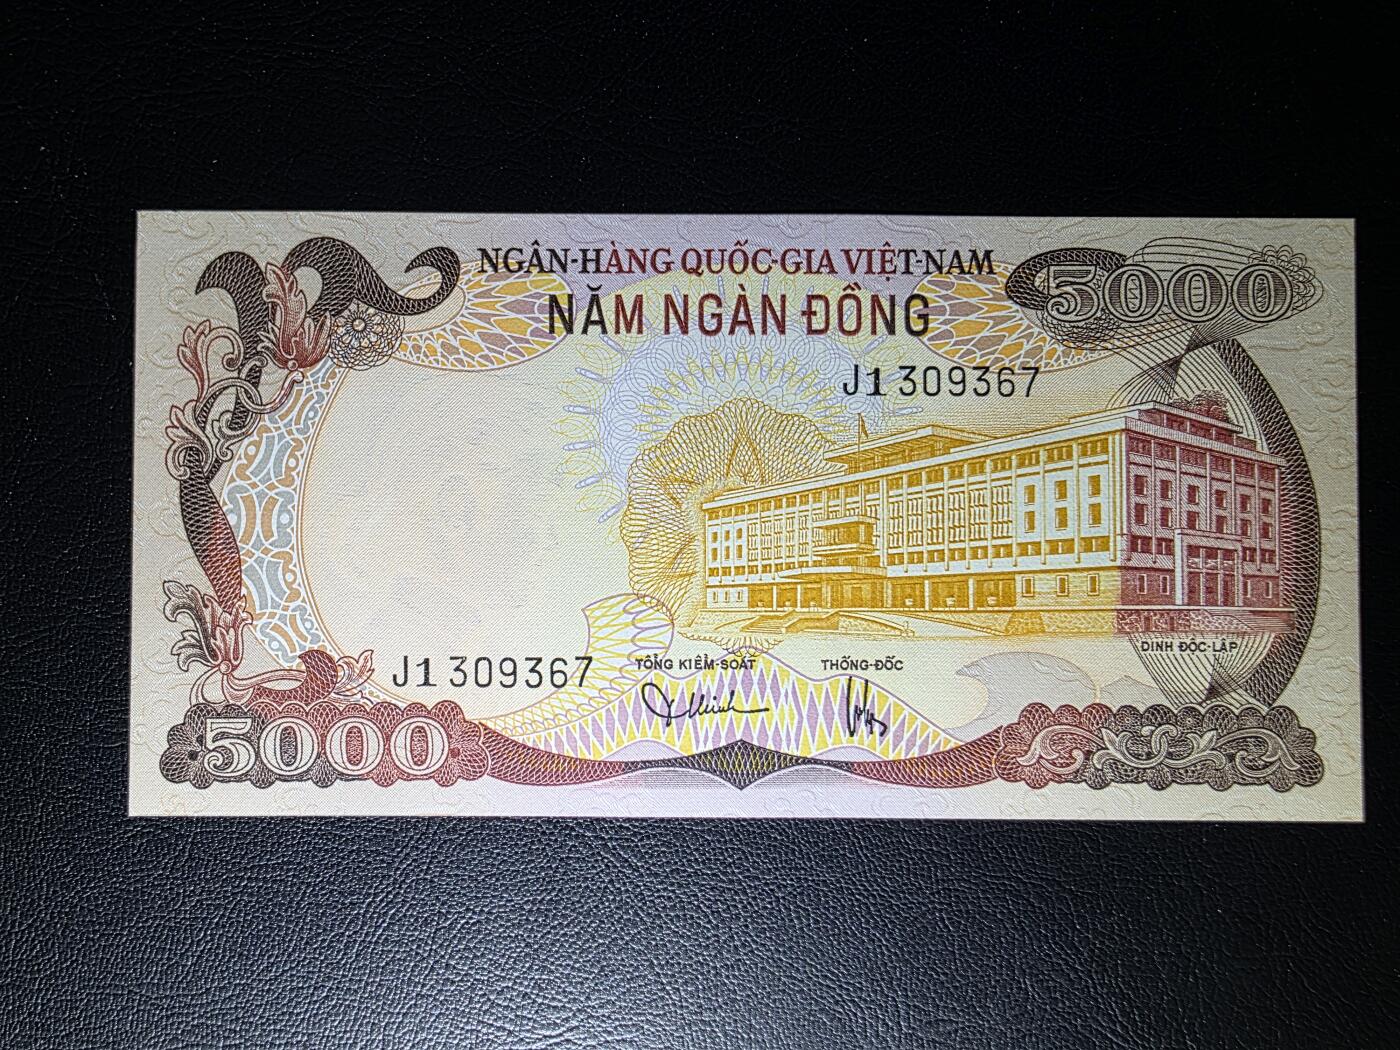 NGÂN-HÀNG QUỐC-GIA VIỆT-NAM
5000
NĂM NGÀN ĐỒNG
J1 309367
DINH ĐỘC-LẬP
J1 309367
TỔNG KIỂM-SOÁT
THỐNG-ĐỐC
5000